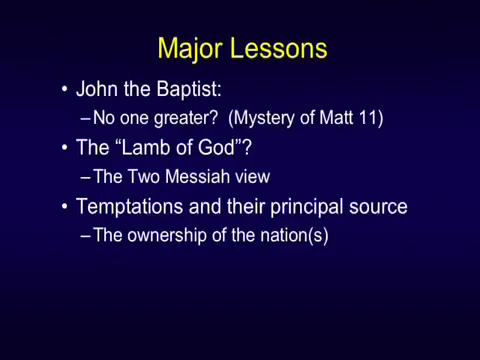 Major Lessons
• John the Baptist:
–No one greater? (Mystery of Matt 11)
• The “Lamb of God”?
–The Two Messiah view
• Temptations and their principal source
–The ownership of the nation(s)